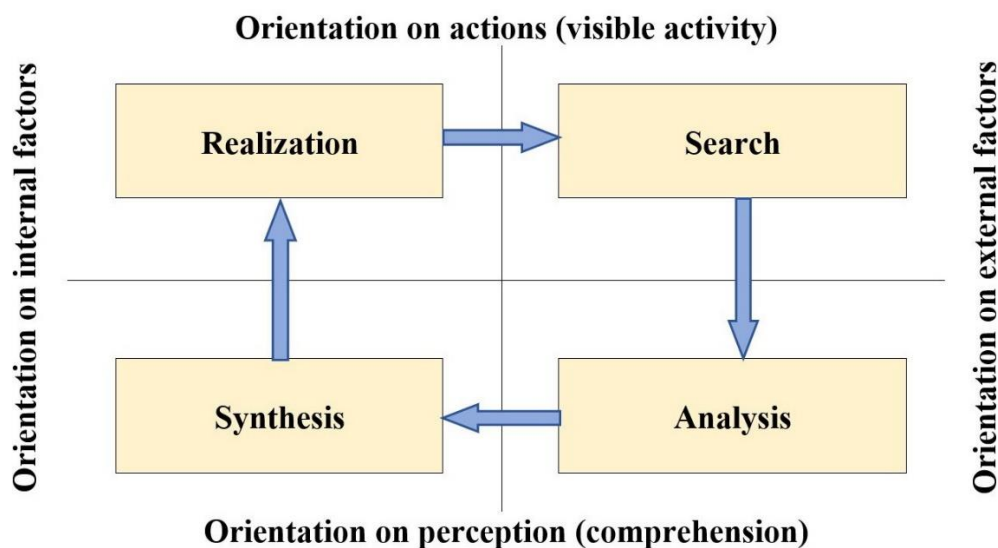 Orientation on actions (visible activity)
Orientation on internal factors
Realization
Search
Orientation on external factors
Synthesis
Analysis
Orientation on perception (comprehension)